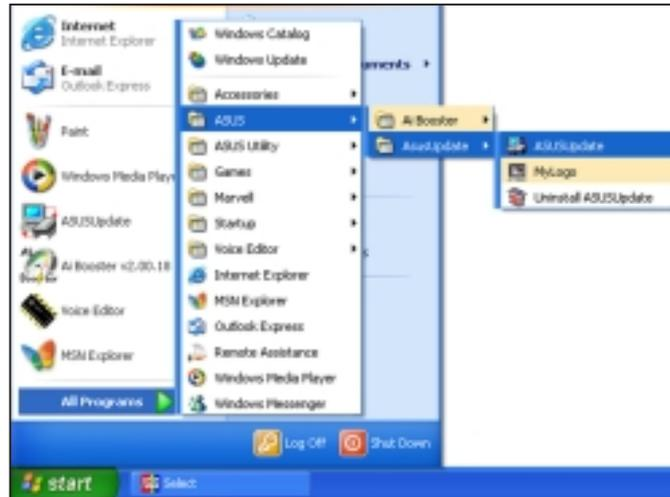 Internet
Internet Explorer
E-mail
Outlook Express
Paint
Windows Media Play
ASUSUpdate
Ai Booster v2.00.18
Voice Editor
MSN Explorer
All Programs
Windows Catalog
Windows Update
Accessories
ASUS
ASUS Utility
Games
Marvell
Startup
Voice Editor
Internet Explorer
MSN Explorer
Outlook Express
Remote Assistance
Windows Media Player
Windows Messenger
uments
Ai Booster
AsusUpdate
ASUSUpdate
MyLogo
Uninstall ASUSUpdate
Log Off
Shut Down
start
Select